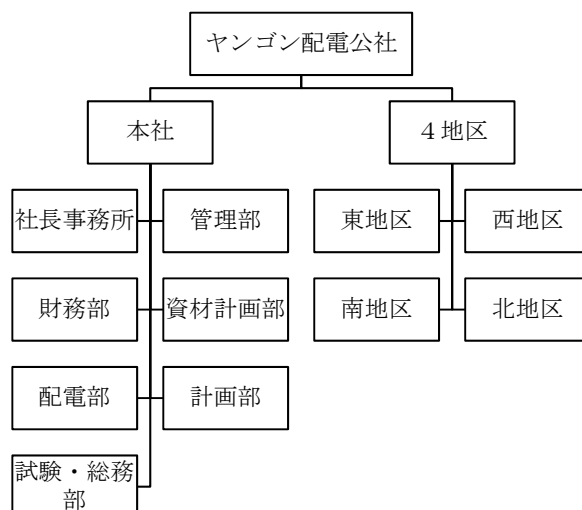 ヤンゴン配電公社
本社
４地区
社長事務所
管理部
東地区
西地区
財務部
資材計画部
南地区
北地区
配電部
計画部
試験・総務
部